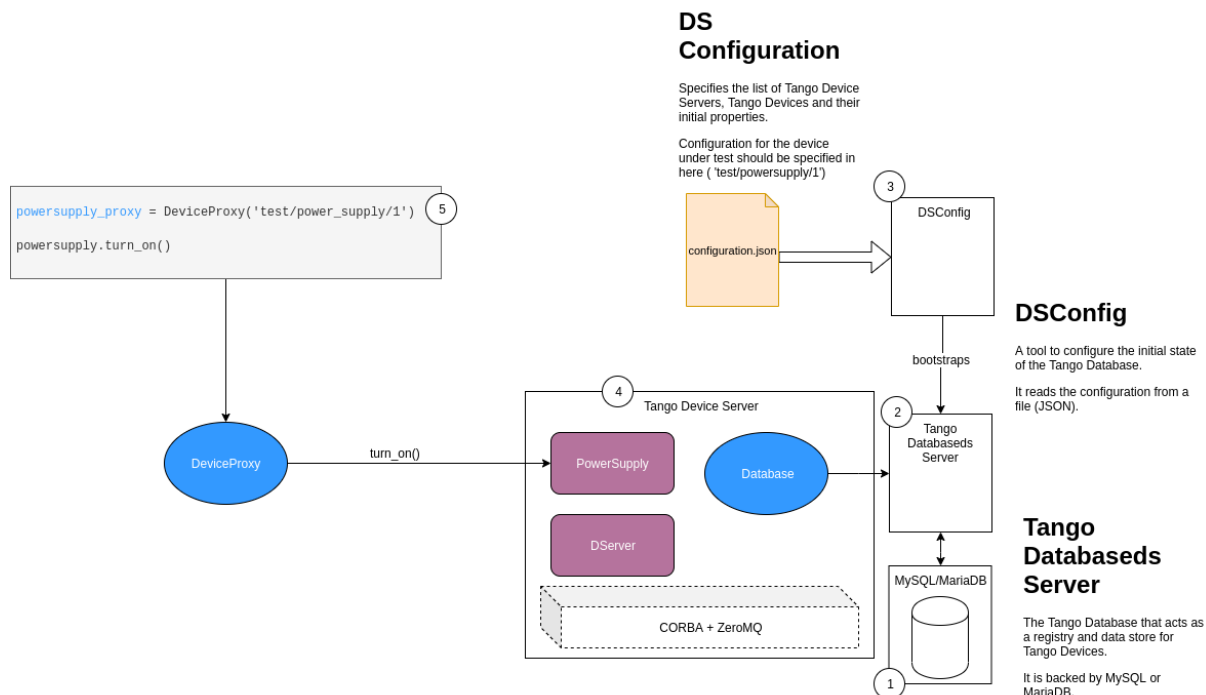 DS
Configuration
Specifies the list of Tango Device
Servers, Tango Devices and their
initial properties.
Configuration for the device
under test should be specified in
here ( 'test/powersupply/1')
3
DSConfig
configuration.json
5
powersupply_proxy = DeviceProxy('test/power_supply/1')
powersupply.turn_on()
DSConfig
A tool to configure the initial state
of the Tango Database.
It reads the configuration from a
file (JSON).
bootstraps
4
Tango Device Server
2
Tango
Databaseds
Server
DeviceProxy
turn_on()
PowerSupply
Database
DServer
CORBA + ZeroMQ
MySQL/MariaDB
1
Tango
Databaseds
Server
The Tango Database that acts as
a registry and data store for
Tango Devices.
It is backed by MySQL or
MariaDB.